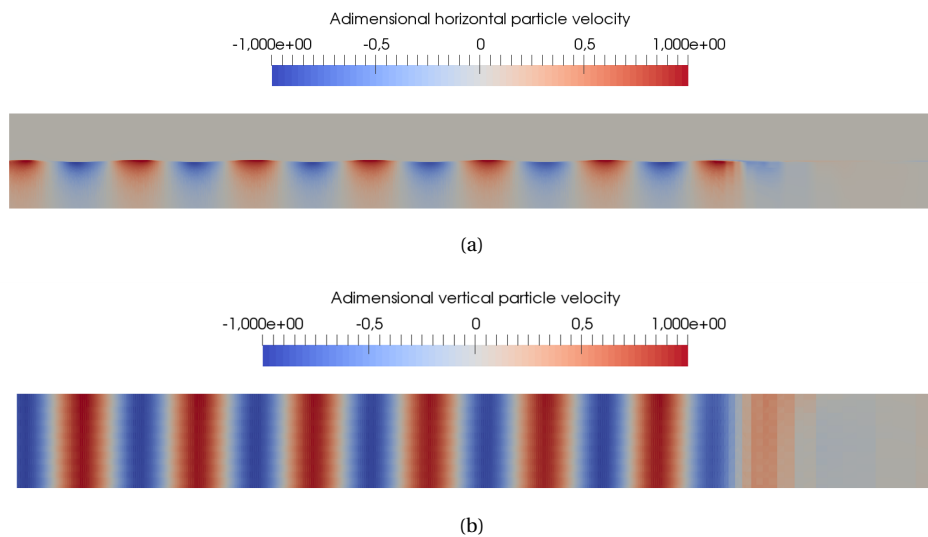 Adimensional horizontal particle velocity
-1,000e+00 -0,5 0 0,5 1,000e+00
(a)
Adimensional vertical particle velocity
-1,000e+00 -0,5 0 0,5 1,000e+00
(b)